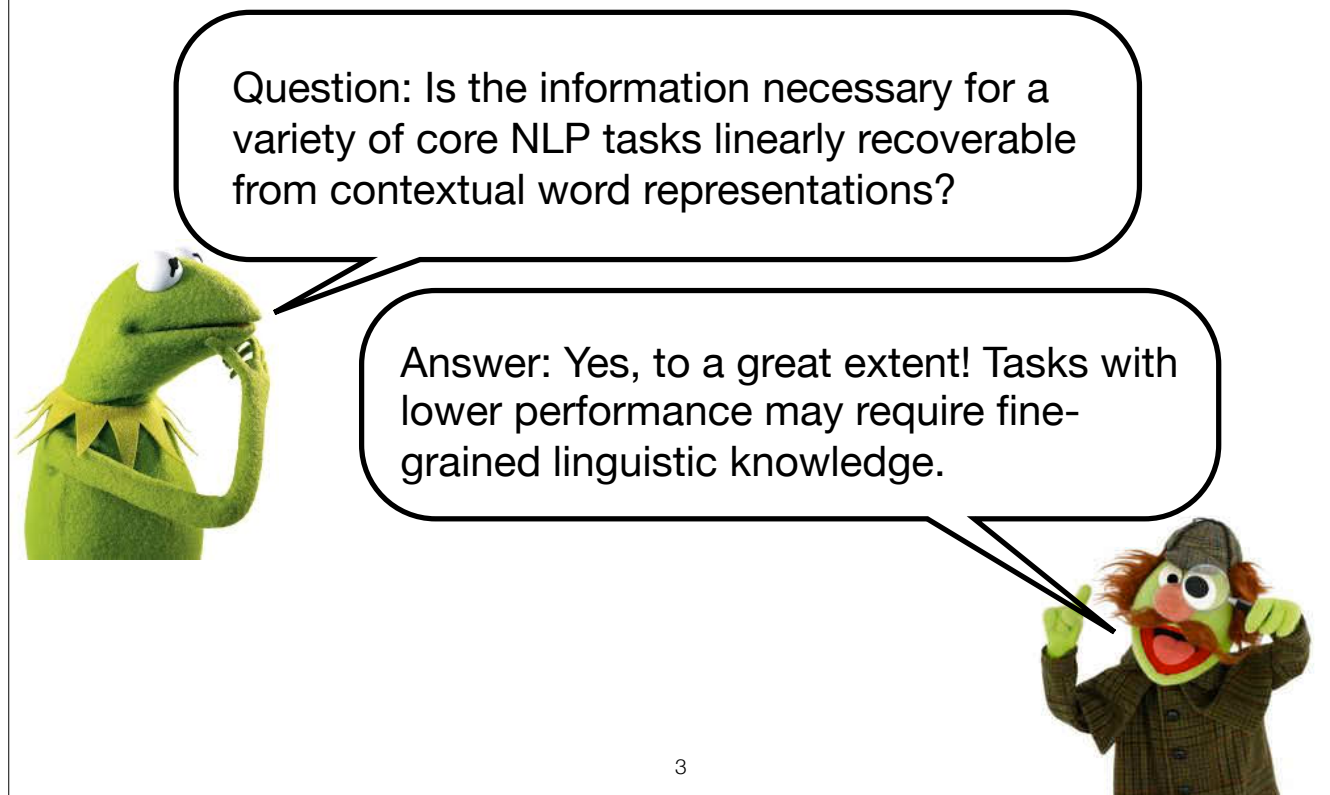 Question: Is the information necessary for a
variety of core NLP tasks linearly recoverable
from contextual word representations?
Answer: Yes, to a great extent! Tasks with
lower performance may require fine-
grained linguistic knowledge.
3